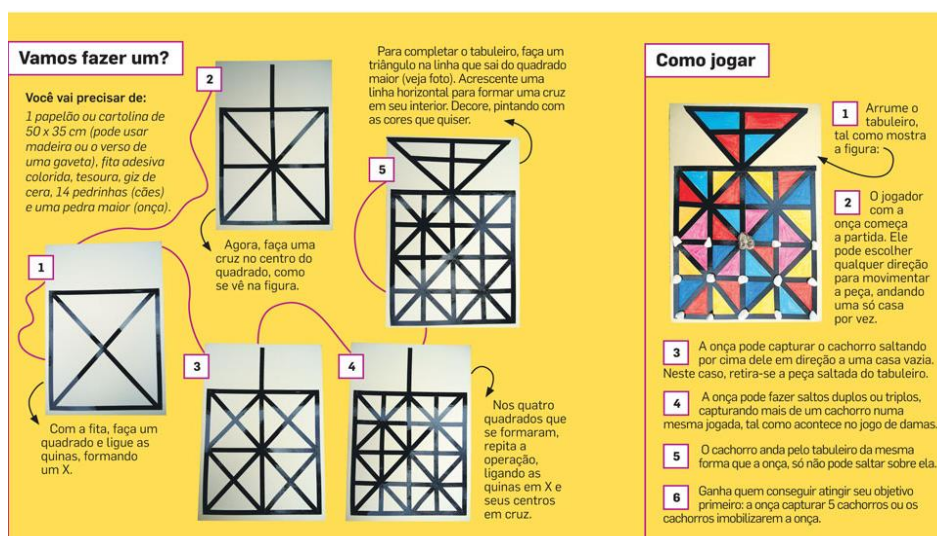 Vamos fazer um?
Você vai precisar de:
1 papelão ou cartolina de
50 x 35 cm (pode usar
madeira ou o verso de
uma gaveta), fita adesiva
colorida, tesoura, giz de
cera, 14 pedrinhas (cães)
e uma pedra maior (onça).
1
Com a fita, faça um
quadrado e ligue as
quinas, formando
um X.
2
Agora, faça uma
cruz no centro do
quadrado, como
se vê na figura.
3
4
Nos quatro
quadrados que
se formaram,
repita a
operação,
ligando as
quinas em X e
seus centros
em cruz.
5
Para completar o tabuleiro, faça um
triângulo na linha que sai do quadrado
maior (veja foto). Acrescente uma
linha horizontal para formar uma cruz
em seu interior. Decore, pintando com
as cores que quiser.
Como jogar
1 Arrume o
tabuleiro,
tal como mostra
a figura:
2 O jogador
com a
onça começa
a partida. Ele
pode escolher
qualquer direção
para movimentar
a peça, andando
uma só casa
por vez.
3 A onça pode capturar o cachorro saltando
por cima dele em direção a uma casa vazia.
Neste caso, retira-se a peça saltada do tabuleiro.
4 A onça pode fazer saltos duplos ou triplos,
capturando mais de um cachorro numa
mesma jogada, tal como acontece no jogo de damas.
5 O cachorro anda pelo tabuleiro da mesma
forma que a onça, só não pode saltar sobre ela.
6 Ganha quem conseguir atingir seu objetivo
primeiro: a onça capturar 5 cachorros ou os
cachorros imobilizarem a onça.